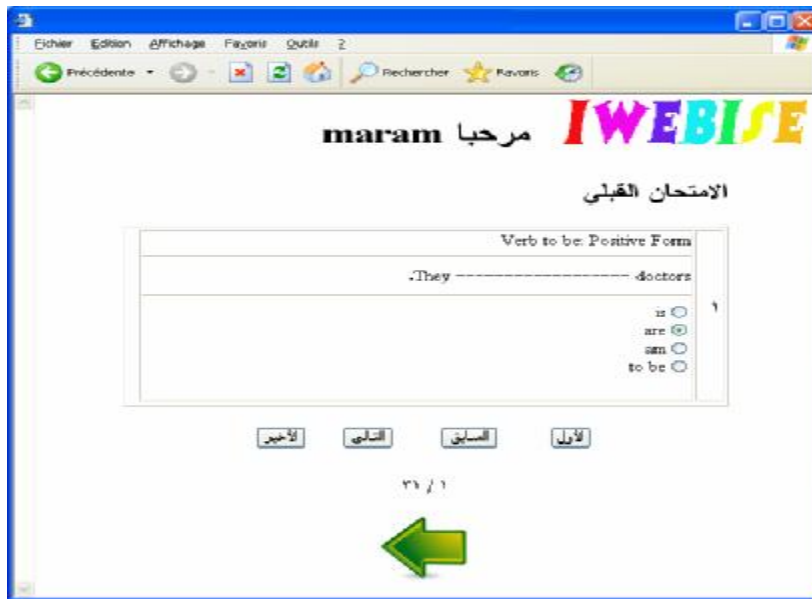 Fichier Edition Affichage Favoris Outils ?
Précédente Rechercher Favoris
مرحبا maram IWEBISE
الامتحان القبلي
Verb to be: Positive Form
.They ------------------ doctors
١
is
are
am
to be
الأول السابق التالي الأخير
١ / ٣١